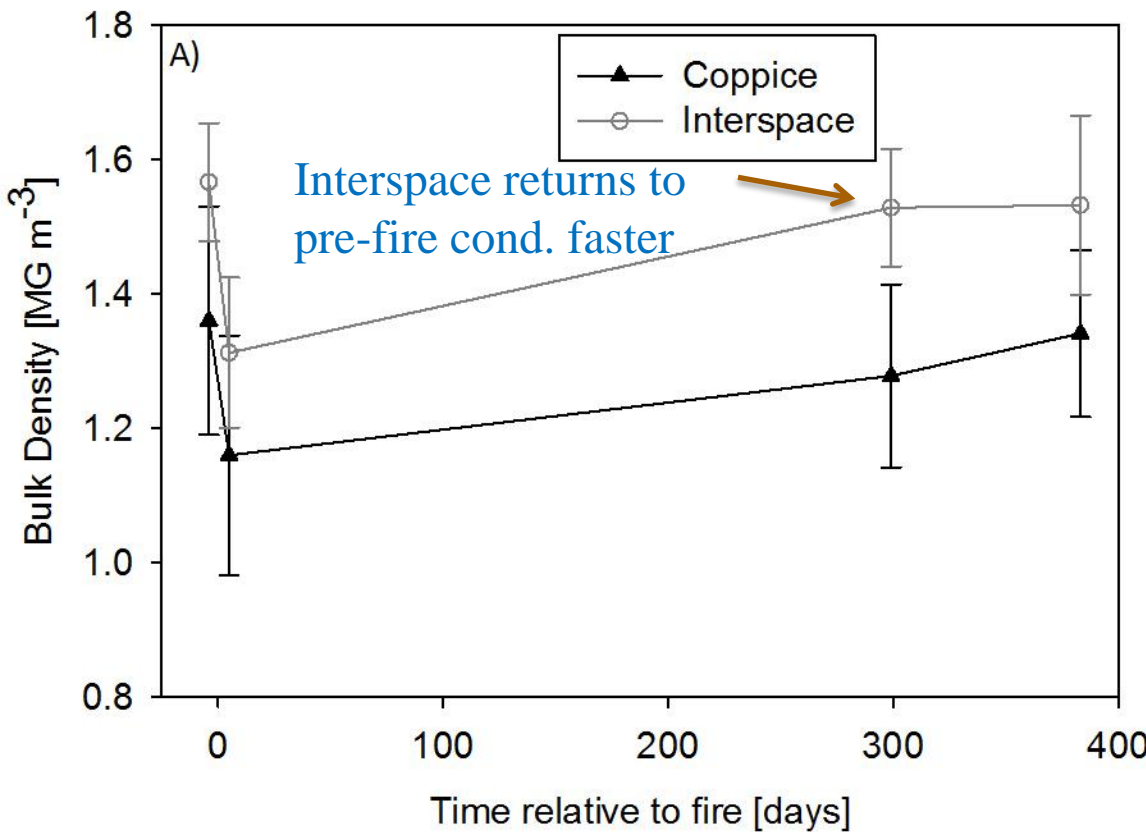 A)
Coppice
Interspace
Interspace returns to
pre-fire cond. faster
Bulk Density [MG m⁻³]
1.8
1.6
1.4
1.2
1.0
0.8
0 100 200 300 400
Time relative to fire [days]